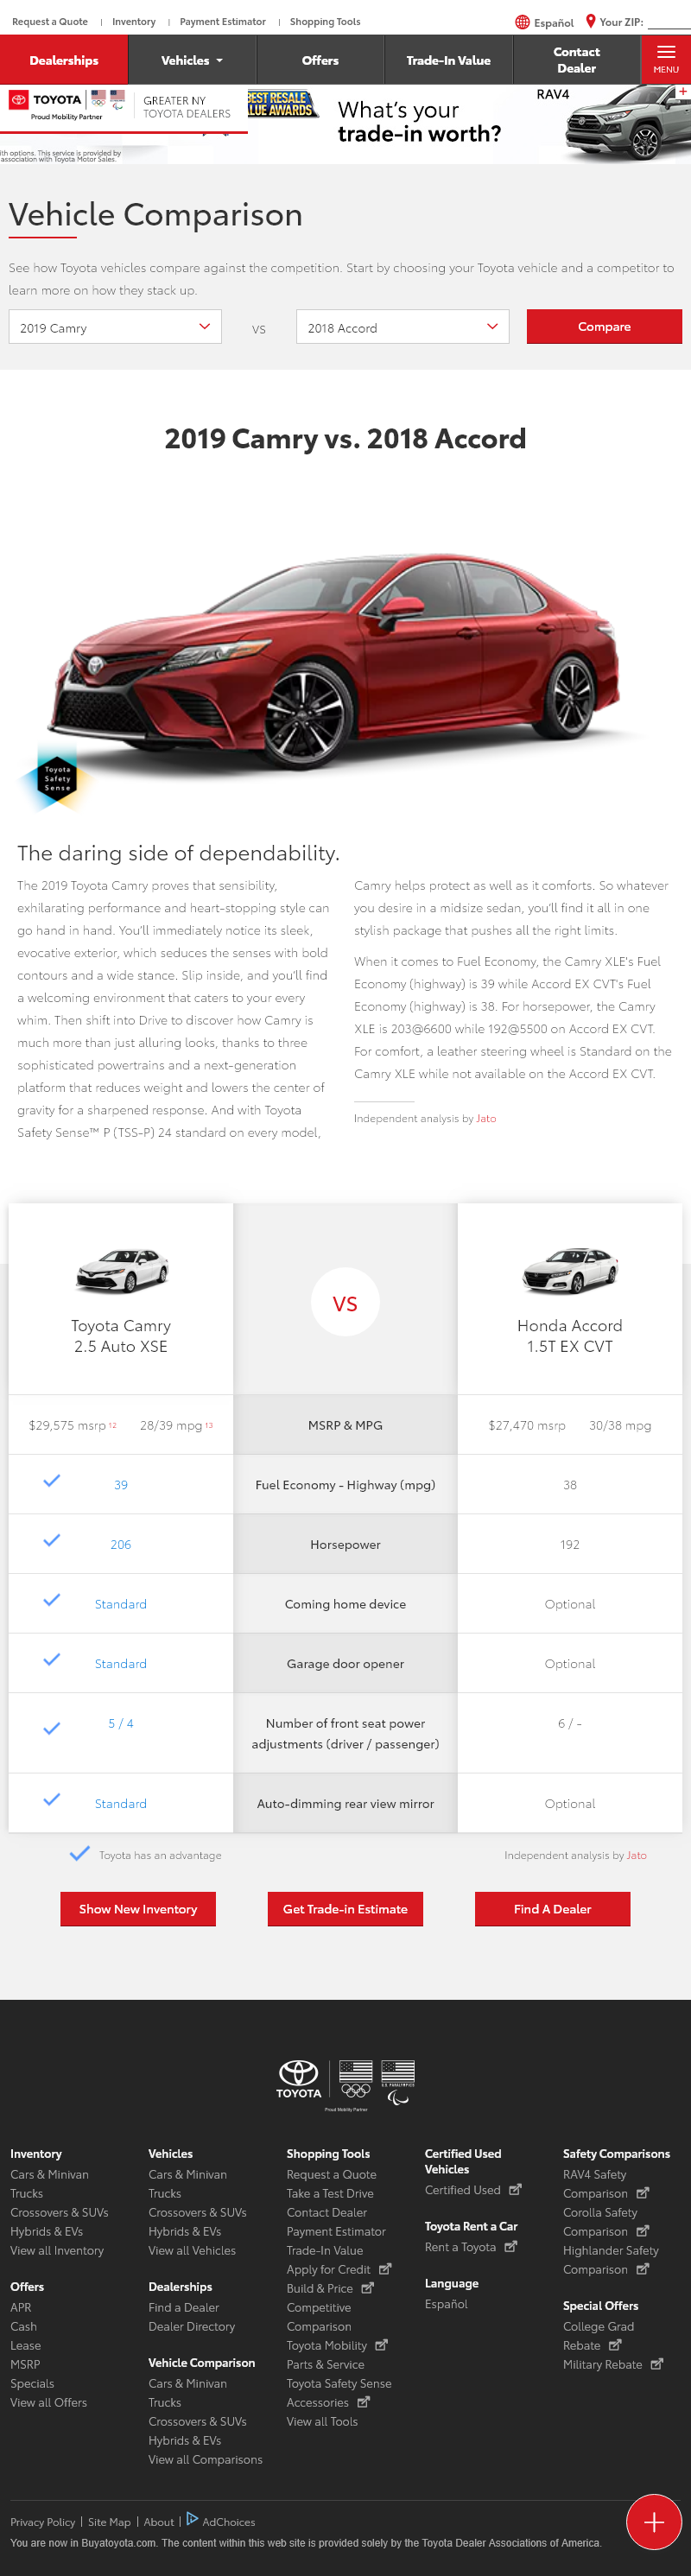 Request a Quote | Inventory | Payment Estimator | Shopping Tools
Español Your ZIP:
Dealerships
Vehicles
Offers
Trade-In Value
Contact
Dealer
MENU
TOYOTA
Proud Mobility Partner
GREATER NY
TOYOTA DEALERS
BEST RESALE
VALUE AWARDS
What's your
trade-in worth?
RAV4
+
ith options. This service is provided by
association with Toyota Motor Sales.
Vehicle Comparison
See how Toyota vehicles compare against the competition. Start by choosing your Toyota vehicle and a competitor to
learn more on how they stack up.
2019 Camry
VS
2018 Accord
Compare
2019 Camry vs. 2018 Accord
Toyota
Safety
Sense
The daring side of dependability.
The 2019 Toyota Camry proves that sensibility,
exhilarating performance and heart-stopping style can
go hand in hand. You'll immediately notice its sleek,
evocative exterior, which seduces the senses with bold
contours and a wide stance. Slip inside, and you'll find
a welcoming environment that caters to your every
whim. Then shift into Drive to discover how Camry is
much more than just alluring looks, thanks to three
sophisticated powertrains and a next-generation
platform that reduces weight and lowers the center of
gravity for a sharpened response. And with Toyota
Safety Sense™ P (TSS-P) 24 standard on every model,
Camry helps protect as well as it comforts. So whatever
you desire in a midsize sedan, you'll find it all in one
stylish package that pushes all the right limits.
When it comes to Fuel Economy, the Camry XLE's Fuel
Economy (highway) is 39 while Accord EX CVT's Fuel
Economy (highway) is 38. For horsepower, the Camry
XLE is 203@6600 while 192@5500 on Accord EX CVT.
For comfort, a leather steering wheel is Standard on the
Camry XLE while not available on the Accord EX CVT.
Independent analysis by Jato
Toyota Camry
2.5 Auto XSE
VS
Honda Accord
1.5T EX CVT
$29,575 msrp 12 28/39 mpg 13
MSRP & MPG
$27,470 msrp 30/38 mpg
39
Fuel Economy - Highway (mpg)
38
206
Horsepower
192
Standard
Coming home device
Optional
Standard
Garage door opener
Optional
5 / 4
Number of front seat power
adjustments (driver / passenger)
6 / -
Standard
Auto-dimming rear view mirror
Optional
Toyota has an advantage
Independent analysis by Jato
Show New Inventory
Get Trade-in Estimate
Find A Dealer
TOYOTA
Proud Mobility Partner
Inventory
Cars & Minivan
Trucks
Crossovers & SUVs
Hybrids & EVs
View all Inventory
Offers
APR
Cash
Lease
MSRP
Specials
View all Offers
Vehicles
Cars & Minivan
Trucks
Crossovers & SUVs
Hybrids & EVs
View all Vehicles
Dealerships
Find a Dealer
Dealer Directory
Vehicle Comparison
Cars & Minivan
Trucks
Crossovers & SUVs
Hybrids & EVs
View all Comparisons
Shopping Tools
Request a Quote
Take a Test Drive
Contact Dealer
Payment Estimator
Trade-In Value
Apply for Credit
Build & Price
Competitive
Comparison
Toyota Mobility
Parts & Service
Toyota Safety Sense
Accessories
View all Tools
Certified Used
Vehicles
Certified Used
Toyota Rent a Car
Rent a Toyota
Language
Español
Safety Comparisons
RAV4 Safety
Comparison
Corolla Safety
Comparison
Highlander Safety
Comparison
Special Offers
College Grad
Rebate
Military Rebate
Privacy Policy | Site Map | About | AdChoices
You are now in Buyatoyota.com. The content within this web site is provided solely by the Toyota Dealer Associations of America.